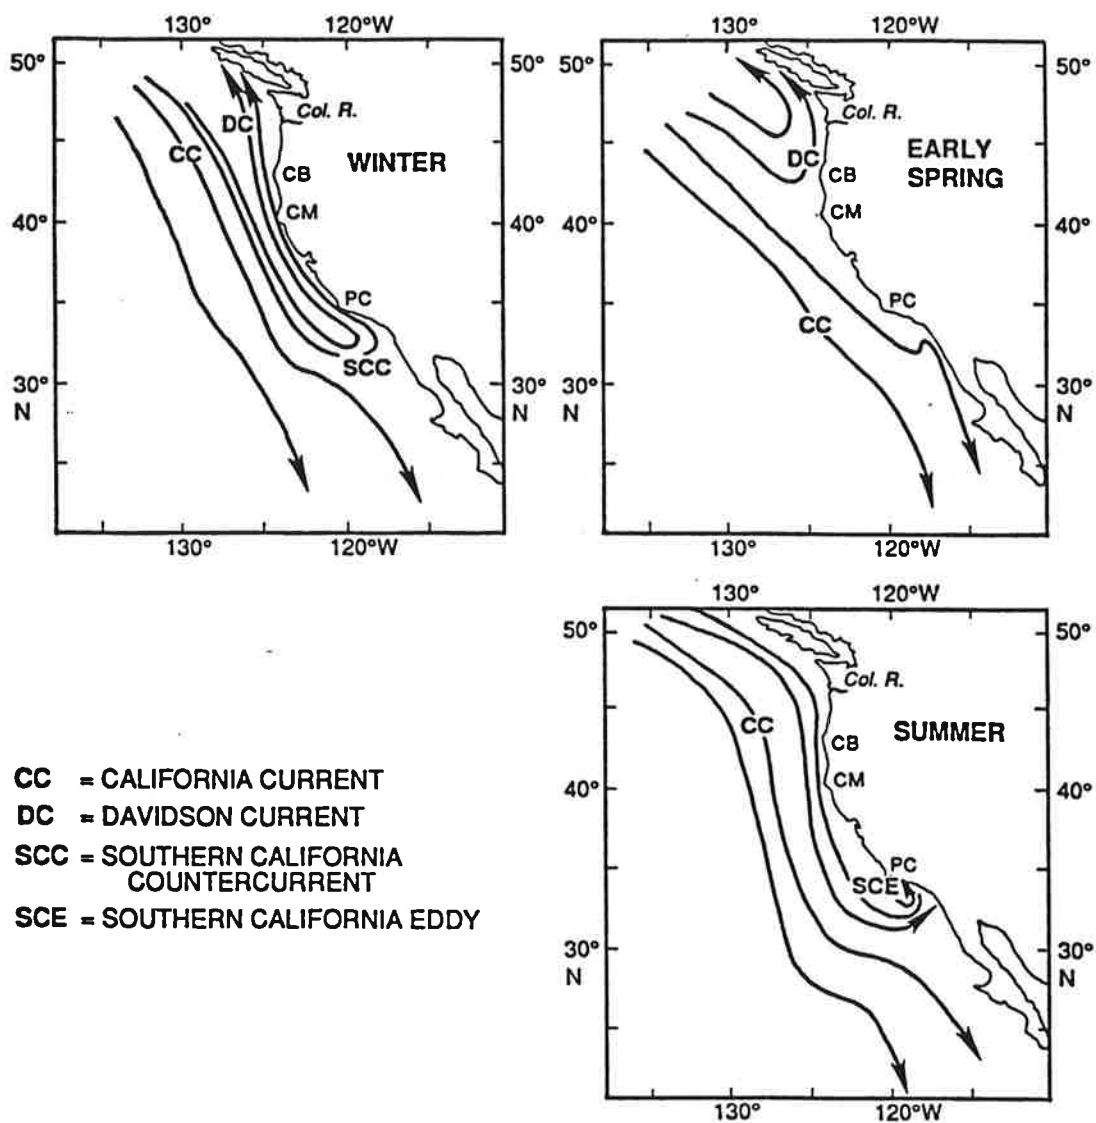 130° 120°W
50° 50°
Col. R.
DC
CC
WINTER
CB
CM
40° 40°
PC
SCC
30° 30°
N N
130° 120°W
130° 120°W
50° 50°
Col. R.
DC
EARLY
SPRING
CB
CM
40° 40°
PC
CC
30° 30°
N N
130° 120°W
130° 120°W
50° 50°
Col. R.
CC
SUMMER
CB
CM
40° 40°
PC
SCE
30° 30°
N N
130° 120°W
CC = CALIFORNIA CURRENT
DC = DAVIDSON CURRENT
SCC = SOUTHERN CALIFORNIA
COUNTERCURRENT
SCE = SOUTHERN CALIFORNIA EDDY